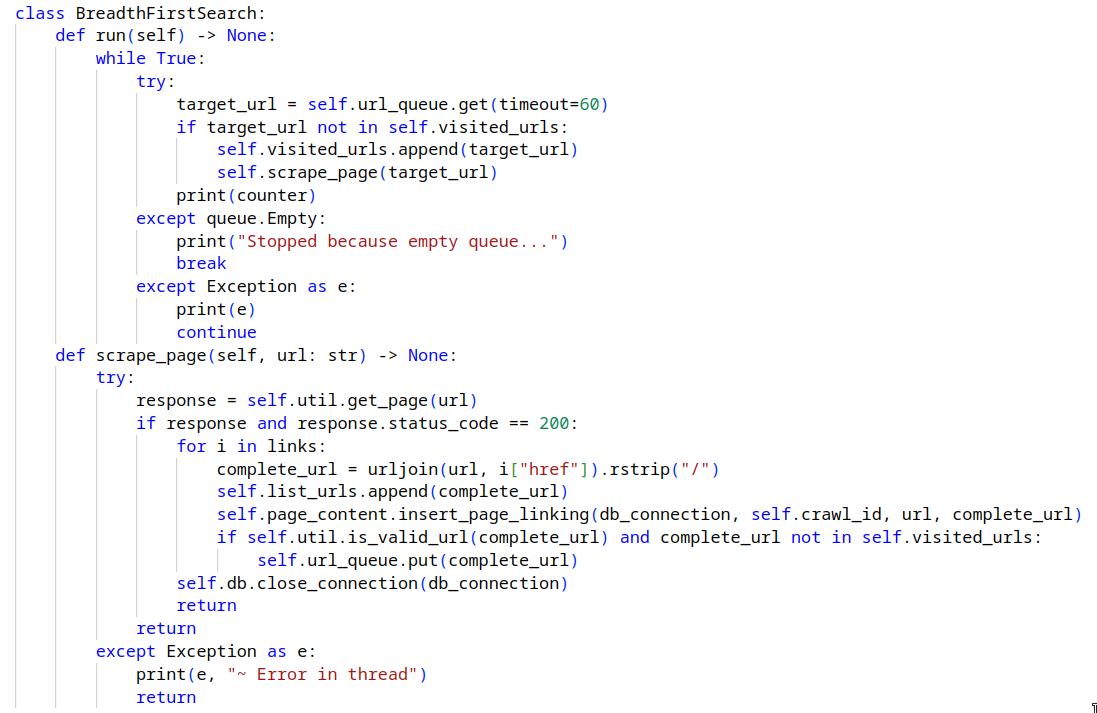 class BreadthFirstSearch:
    def run(self) -> None:
        while True:
            try:
                target_url = self.url_queue.get(timeout=60)
                if target_url not in self.visited_urls:
                    self.visited_urls.append(target_url)
                    self.scrape_page(target_url)
                print(counter)
            except queue.Empty:
                print("Stopped because empty queue...")
                break
            except Exception as e:
                print(e)
                continue
    def scrape_page(self, url: str) -> None:
        try:
            response = self.util.get_page(url)
            if response and response.status_code == 200:
                for i in links:
                    complete_url = urljoin(url, i["href"]).rstrip("/")
                    self.list_urls.append(complete_url)
                    self.page_content.insert_page_linking(db_connection, self.crawl_id, url, complete_url)
                    if self.util.is_valid_url(complete_url) and complete_url not in self.visited_urls:
                        self.url_queue.put(complete_url)
                self.db.close_connection(db_connection)
                return
            return
        except Exception as e:
            print(e, "~ Error in thread")
            return